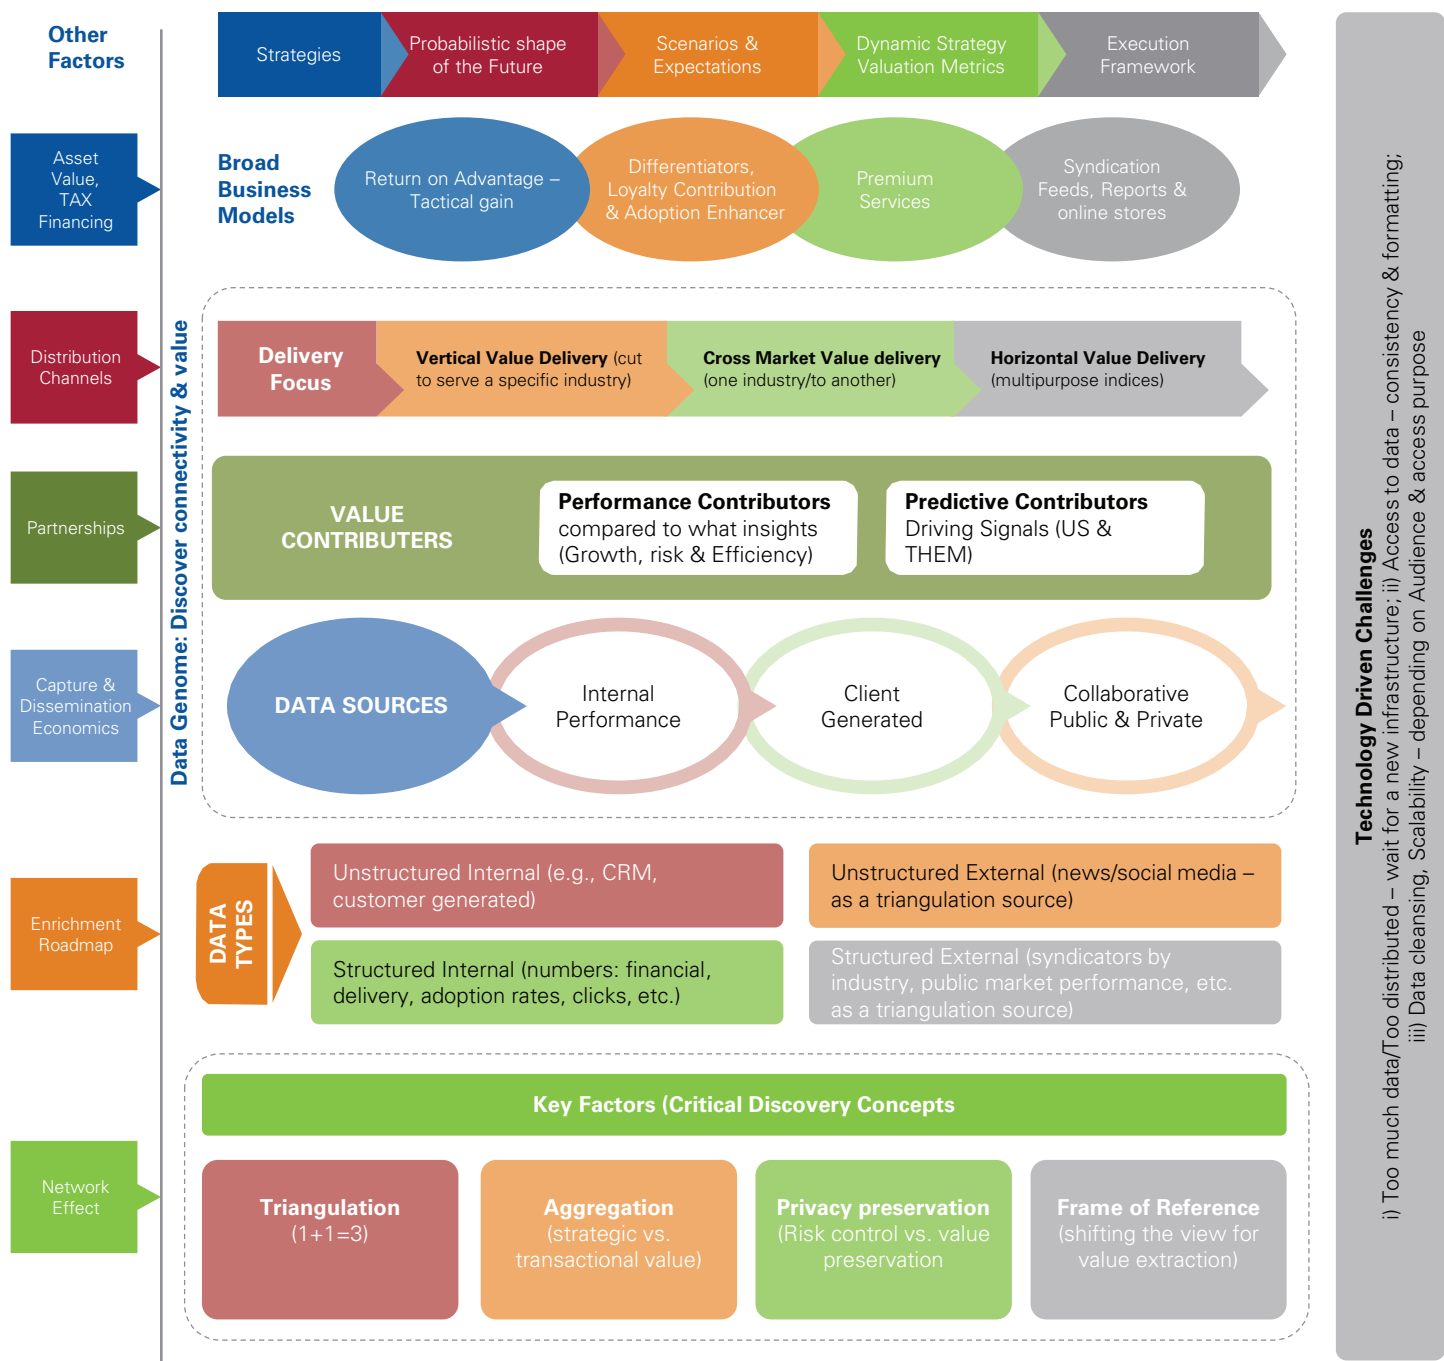 Other
Factors
Strategies
Probabilistic shape
of the Future
Scenarios &
Expectations
Dynamic Strategy
Valuation Metrics
Execution
Framework
Asset
Value,
TAX
Financing
Broad
Business
Models
Return on Advantage –
Tactical gain
Differentiators,
Loyalty Contribution
& Adoption Enhancer
Premium
Services
Syndication
Feeds, Reports &
online stores
Distribution
Channels
Partnerships
Capture &
Dissemination
Economics
Enrichment
Roadmap
Network
Effect
Data Genome: Discover connectivity & value
Delivery
Focus
Vertical Value Delivery (cut
to serve a specific industry)
Cross Market Value delivery
(one industry/to another)
Horizontal Value Delivery
(multipurpose indices)
VALUE
CONTRIBUTERS
Performance Contributors
compared to what insights
(Growth, risk & Efficiency)
Predictive Contributors
Driving Signals (US &
THEM)
DATA SOURCES
Internal
Performance
Client
Generated
Collaborative
Public & Private
DATA
TYPES
Unstructured Internal (e.g., CRM,
customer generated)
Unstructured External (news/social media –
as a triangulation source)
Structured Internal (numbers: financial,
delivery, adoption rates, clicks, etc.)
Structured External (syndicators by
industry, public market performance, etc.
as a triangulation source)
Key Factors (Critical Discovery Concepts
Triangulation
(1+1=3)
Aggregation
(strategic vs.
transactional value)
Privacy preservation
(Risk control vs. value
preservation
Frame of Reference
(shifting the view for
value extraction)
Technology Driven Challenges
i) Too much data/Too distributed – wait for a new infrastructure; ii) Access to data – consistency & formatting;
iii) Data cleansing, Scalability – depending on Audience & access purpose